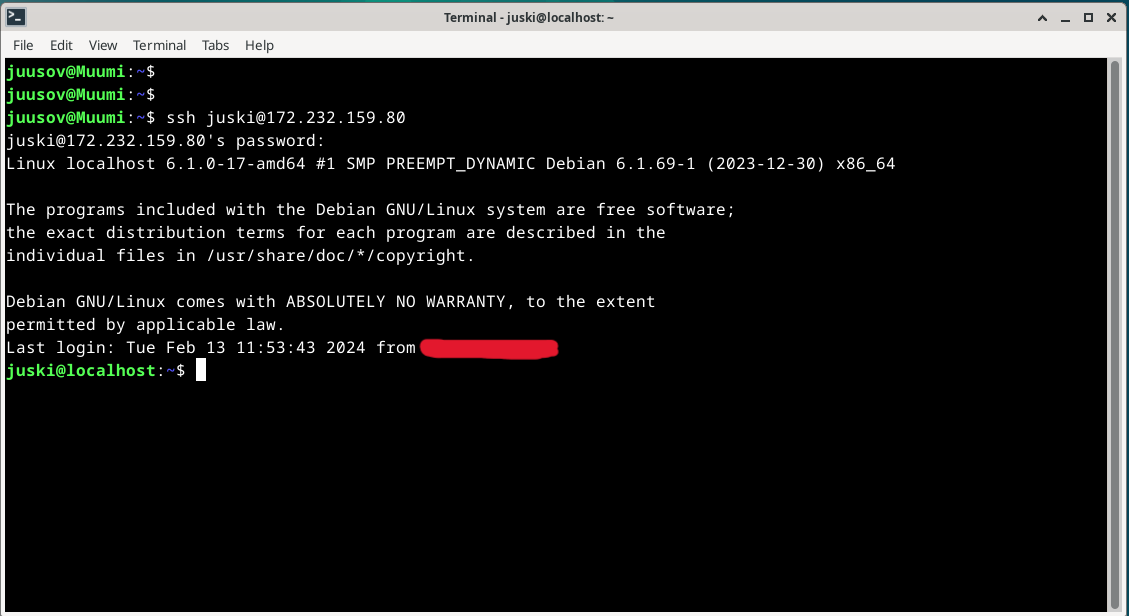 Terminal - juski@localhost: ~
File Edit View Terminal Tabs Help
juusov@Muumi:~$
juusov@Muumi:~$
juusov@Muumi:~$ ssh juski@172.232.159.80
juski@172.232.159.80's password:
Linux localhost 6.1.0-17-amd64 #1 SMP PREEMPT_DYNAMIC Debian 6.1.69-1 (2023-12-30) x86_64
The programs included with the Debian GNU/Linux system are free software;
the exact distribution terms for each program are described in the
individual files in /usr/share/doc/*/copyright.
Debian GNU/Linux comes with ABSOLUTELY NO WARRANTY, to the extent
permitted by applicable law.
Last login: Tue Feb 13 11:53:43 2024 from
juski@localhost:~$